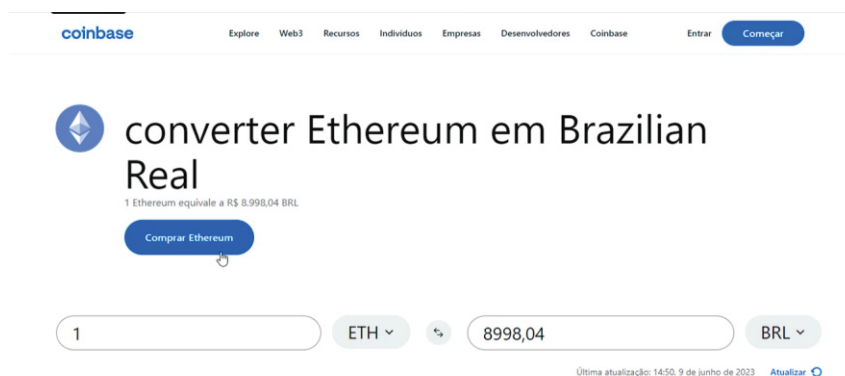 coinbase Explore Web3 Recursos Indivíduos Empresas Desenvolvedores Coinbase Entrar Começar
converter Ethereum em Brazilian
Real
1 Ethereum equivale a R$ 8.998,04 BRL
Comprar Ethereum
1 ETH 8998,04 BRL
Última atualização: 14:50, 9 de junho de 2023 Atualizar